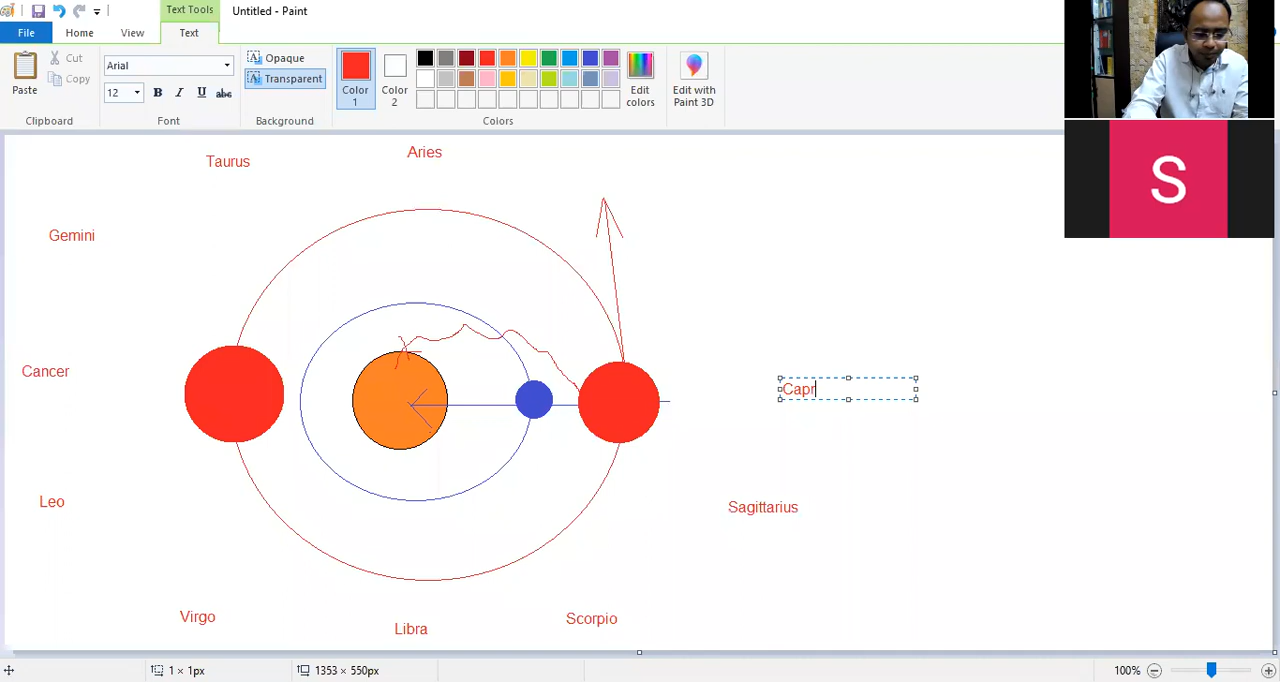 Text Tools
Untitled - Paint
File
Home
View
Text
Paste
Cut
Copy
Clipboard
Arial
12
B
I
U
abc
Font
Opaque
Transparent
Background
Color
1
Color
2
Edit
colors
Colors
Edit with
Paint 3D
S
Taurus
Aries
Gemini
Cancer
Capr
Leo
Sagittarius
Virgo
Libra
Scorpio
1 × 1px
1353 × 550px
100%